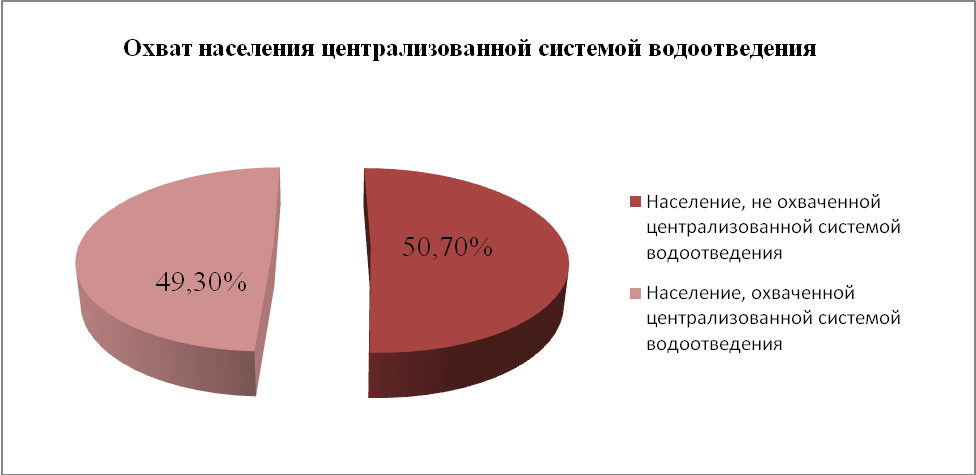 Охват населения централизованной системой водоотведения
49,30%
50,70%
Население, не охваченной
централизованной системой
водоотведения
Население, охваченной
централизованной системой
водоотведения